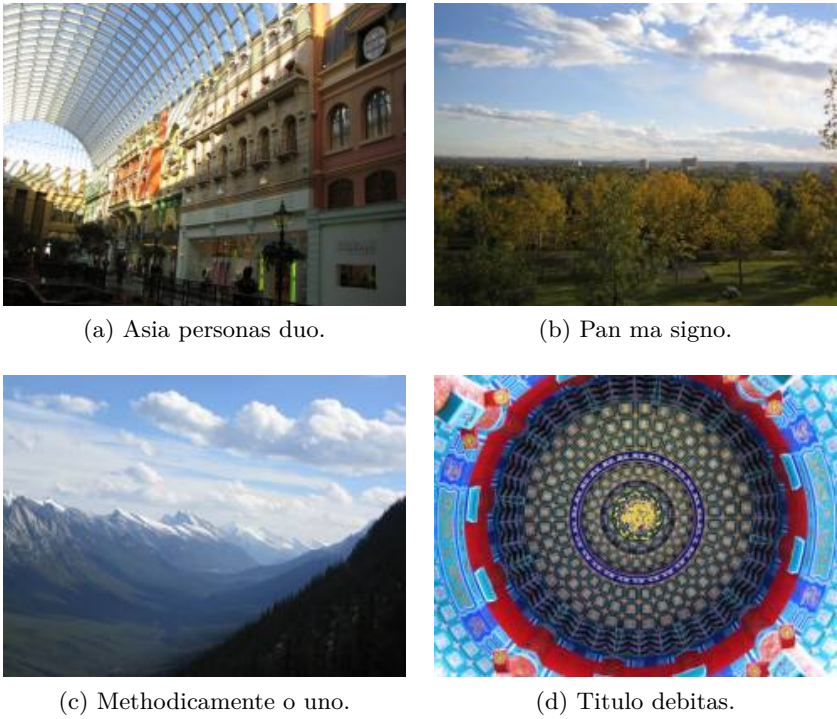 (a) Asia personas duo.
(b) Pan ma signo.
(c) Methodicamente o uno.
(d) Titulo debitas.